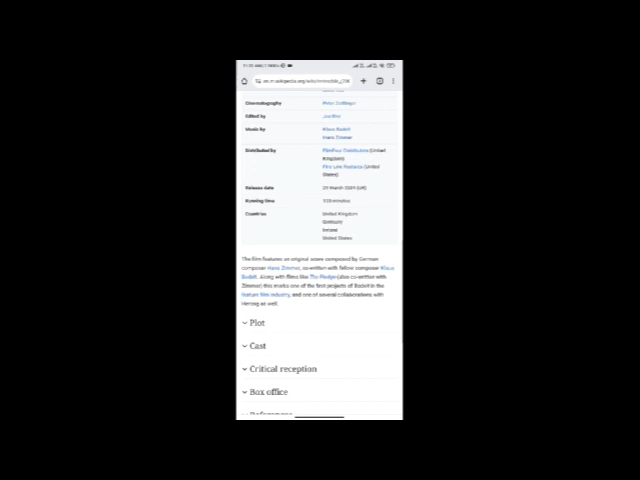 Cinematography
Peter Zeitlinger
Edited by
Joe Bini
Music by
Klaus Badelt
Hans Zimmer
Distributed by
FilmFour Distributors (United
Kingdom)
Fine Line Features (United
States)
Release date
Running time
minutes
Countries
United Kingdom
Germany
Ireland
United States
The film features an original score composed by German
composer Hans Zimmer, co-written with fellow composer Klaus
Badelt. Along with films like The Pledge (also co-written with
Zimmer) this marks one of the first projects of Badelt in the
feature film industry, and one of several collaborations with
Herzog as well.
Plot
Cast
Critical reception
Box office
References